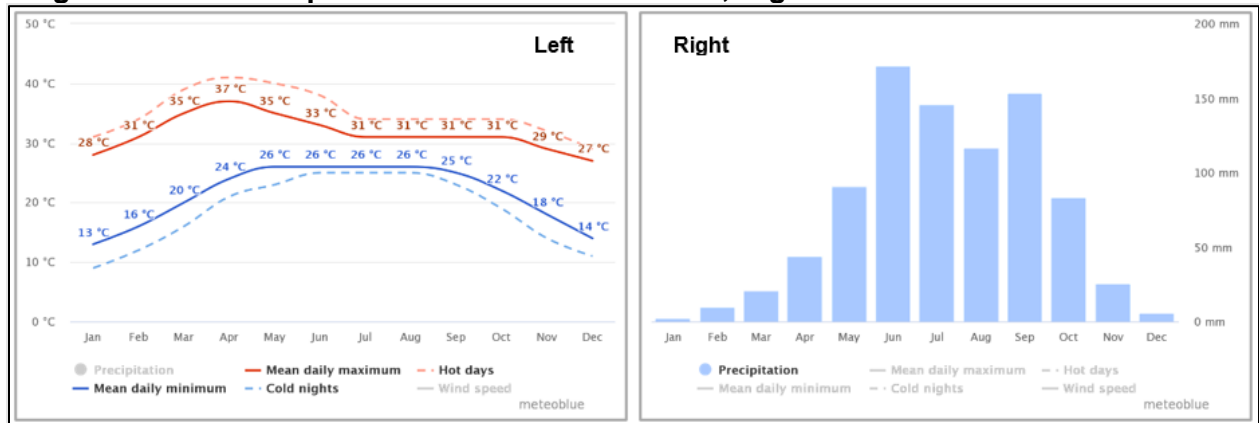 Left
50 °C
40 °C
30 °C
20 °C
10 °C
0 °C
28 °C
31 °C
35 °C
37 °C
35 °C
33 °C
31 °C
31 °C
31 °C
31 °C
29 °C
27 °C
13 °C
16 °C
20 °C
24 °C
26 °C
26 °C
26 °C
26 °C
25 °C
22 °C
18 °C
14 °C
Jan Feb Mar Apr May Jun Jul Aug Sep Oct Nov Dec
Precipitation Mean daily maximum Hot days
Mean daily minimum Cold nights Wind speed
meteoblue
Right
200 mm
150 mm
100 mm
50 mm
0 mm
Jan Feb Mar Apr May Jun Jul Aug Sep Oct Nov Dec
Precipitation Mean daily maximum Hot days
Mean daily minimum Cold nights Wind speed
meteoblue